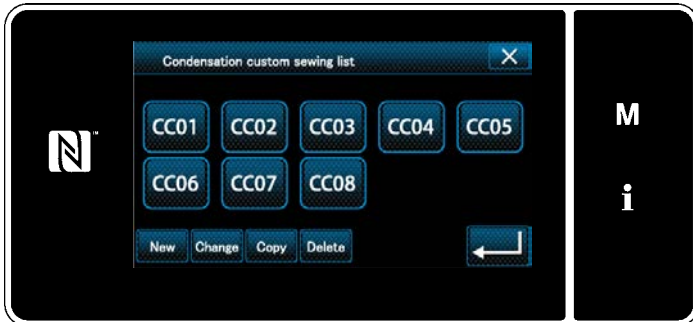 Condensation custom sewing list
CC01 CC02 CC03 CC04 CC05
CC06 CC07 CC08
New Change Copy Delete
M
i